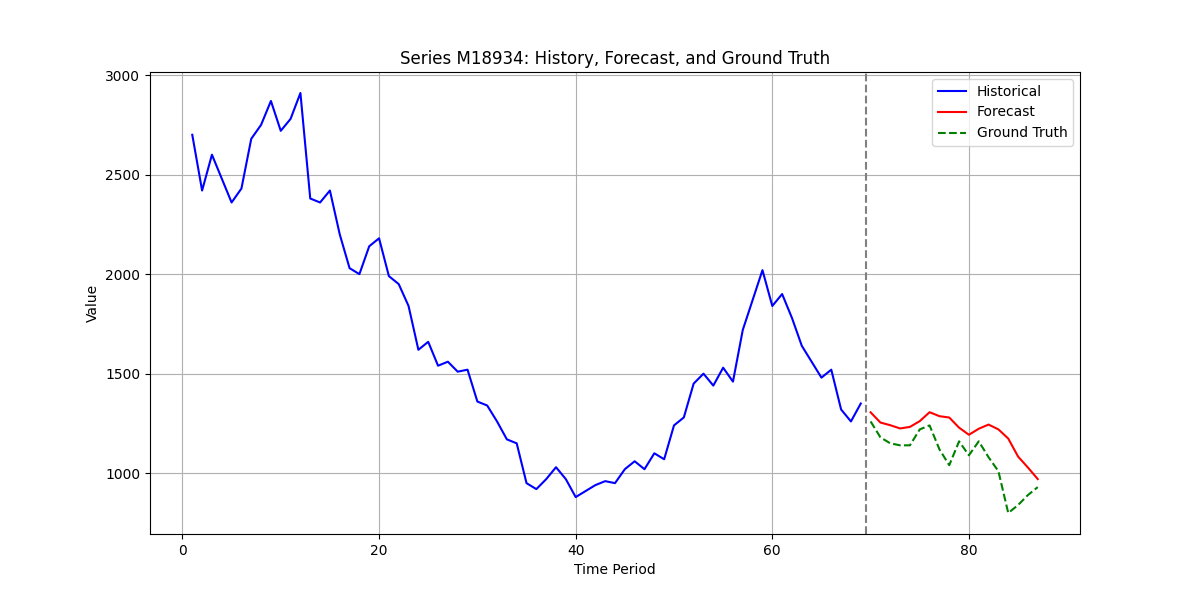 Series M18934: History, Forecast, and Ground Truth
Historical
Forecast
Ground Truth
Value
3000
2500
2000
1500
1000
0
20
40
60
80
Time Period